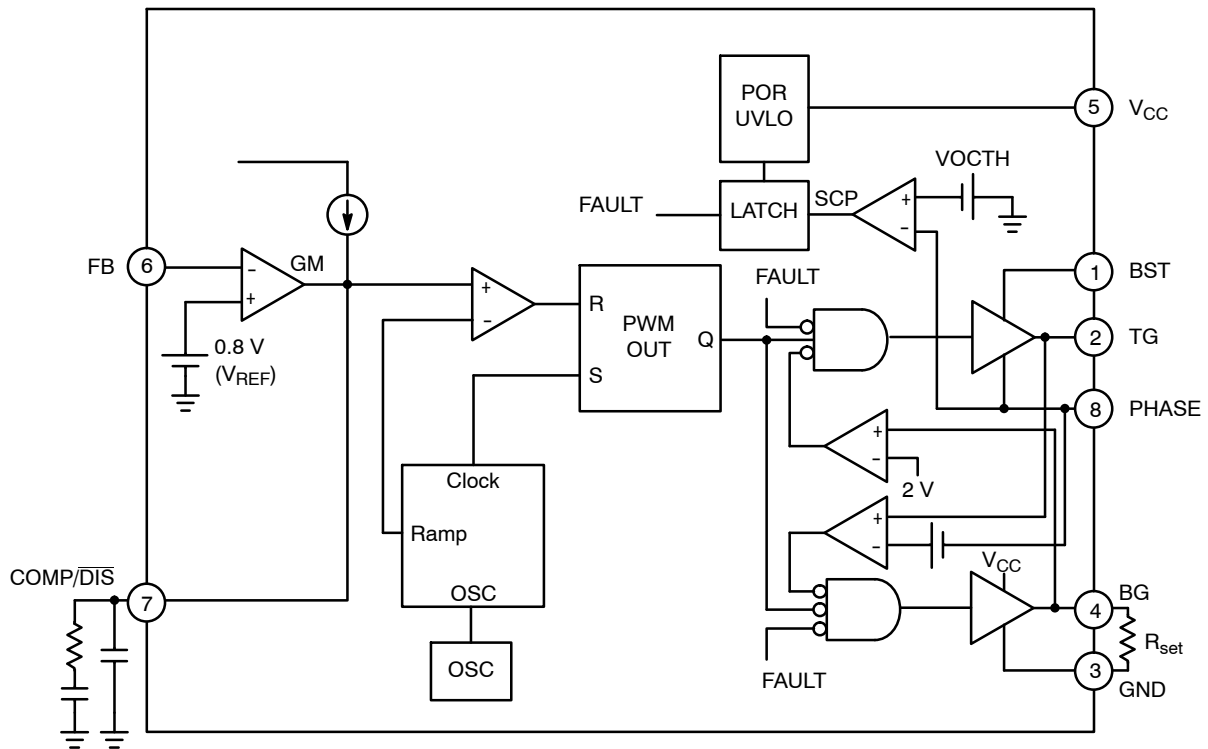 POR
UVLO
5
VCC
VOCTH
FAULT
LATCH
SCP
+
-
FB
6
-
GM
+
0.8 V
(VREF)
+
-
R
PWM
OUT
Q
S
FAULT
1
BST
2
TG
8
PHASE
+
-
2 V
Clock
Ramp
OSC
OSC
+
-
VCC
COMP/DIS
7
BG
4
Rset
3
GND
FAULT